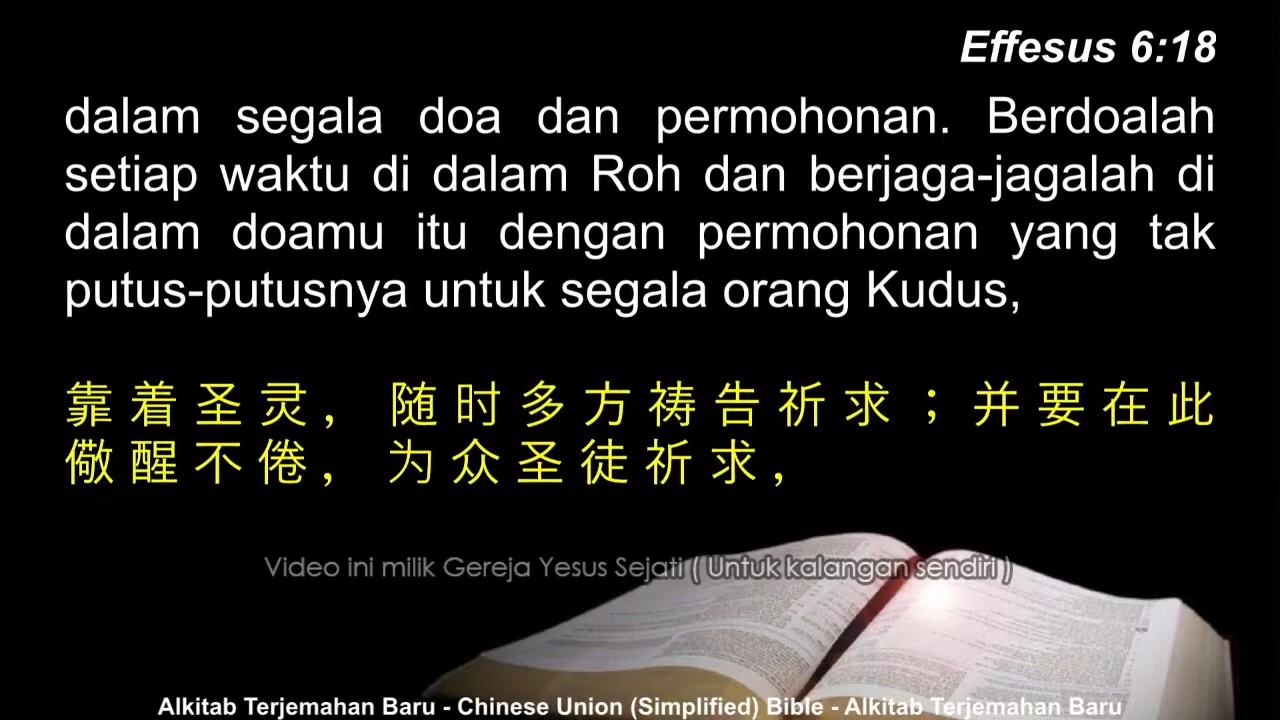 Effesus 6:18
dalam segala doa dan permohonan. Berdoalah
setiap waktu di dalam Roh dan berjaga-jagalah di
dalam doamu itu dengan permohonan yang tak
putus-putusnya untuk segala orang Kudus,
靠着圣灵，随时多方祷告祈求；并要在此
儆醒不倦，为众圣徒祈求，
Video ini milik Gereja Yesus Sejati ( Untuk kalangan sendiri )
Alkitab Terjemahan Baru - Chinese Union (Simplified) Bible - Alkitab Terjemahan Baru